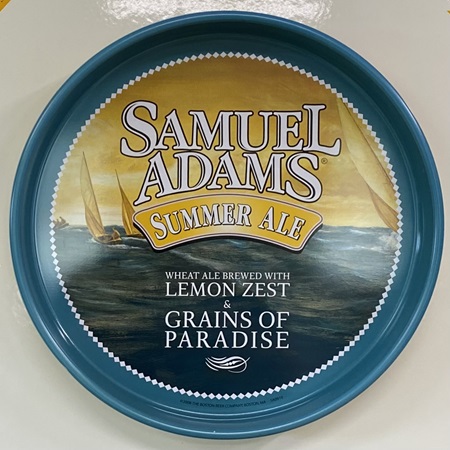 SAMUEL
ADAMS®
SUMMER ALE
WHEAT ALE BREWED WITH
LEMON ZEST
&
GRAINS OF
PARADISE